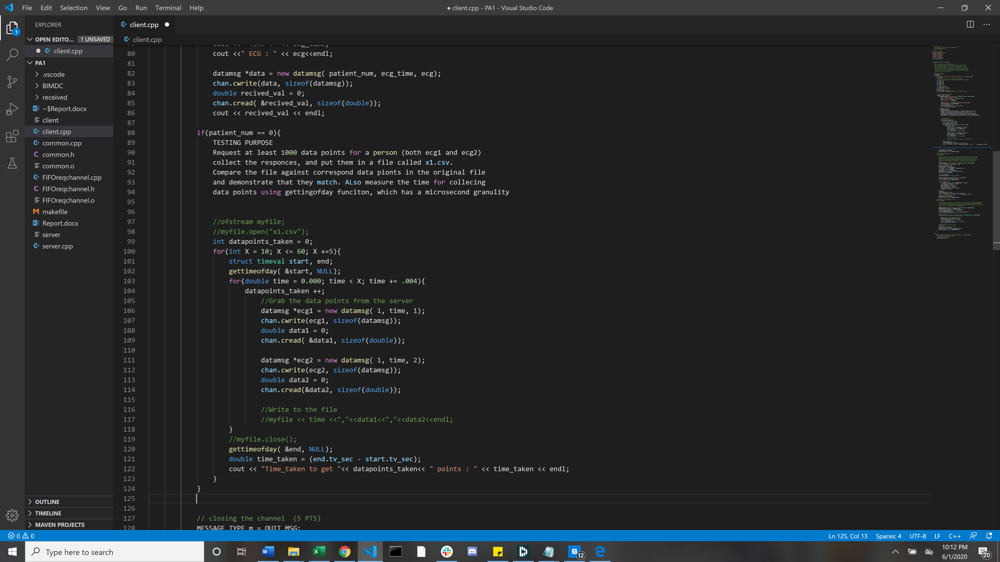 File Edit Selection View Go Run Terminal Help
● client.cpp - PA1 - Visual Studio Code
EXPLORER
OPEN EDITO... 1 UNSAVED
client.cpp
PA1
.vscode
BIMDC
received
~$Report.docx
client
client.cpp
common.cpp
common.h
common.o
FIFOreqchannel.cpp
FIFOreqchannel.h
FIFOreqchannel.o
makefile
Report.docx
server
server.cpp
OUTLINE
TIMELINE
MAVEN PROJECTS
client.cpp
client.cpp
80 cout <<" ECG : " << ecg<<endl;
81
82 datamsg *data = new datamsg( patient_num, ecg_time, ecg);
83 chan.cwrite(data, sizeof(datamsg));
84 double recived_val = 0;
85 chan.cread( &recived_val, sizeof(double));
86 cout << recived_val << endl;
87
88 if(patient_num == 0){
89 TESTING PURPOSE
90 Request at least 1000 data points for a person (both ecg1 and ecg2)
91 collect the responces, and put them in a file called x1.csv.
92 Compare the file against correspond data pionts in the original file
93 and demonstrate that they match. ALso measure the time for collecing
94 data points using gettingofday funciton, which has a microsecond granulity
95
96
97 //ofstream myfile;
98 //myfile.open("x1.csv");
99 int datapoints_taken = 0;
100 for(int X = 10; X <= 60; X +=5){
101 struct timeval start, end;
102 gettimeofday( &start, NULL);
103 for(double time = 0.000; time < X; time += .004){
104 datapoints_taken ++;
105 //Grab the data points from the server
106 datamsg *ecg1 = new datamsg( 1, time, 1);
107 chan.cwrite(ecg1, sizeof(datamsg));
108 double data1 = 0;
109 chan.cread( &data1, sizeof(double));
110
111 datamsg *ecg2 = new datamsg( 1, time, 2);
112 chan.cwrite(ecg2, sizeof(datamsg));
113 double data2 = 0;
114 chan.cread(&data2, sizeof(double));
115
116 //Write to the file
117 //myfile << time <<","<<data1<<","<<data2<<endl;
118 }
119 //myfile.close();
120 gettimeofday( &end, NULL);
121 double time_taken = (end.tv_sec - start.tv_sec);
122 cout << "Time_taken to get "<< datapoints_taken<< " points : " << time_taken << endl;
123 }
124 }
125
126
127 // closing the channel  (5 PTS)
128 MESSAGE_TYPE m = QUIT_MSG;
0 0
Ln 125, Col 13 Spaces: 4 UTF-8 LF C++
Type here to search
12
10:12 PM
6/1/2020
20